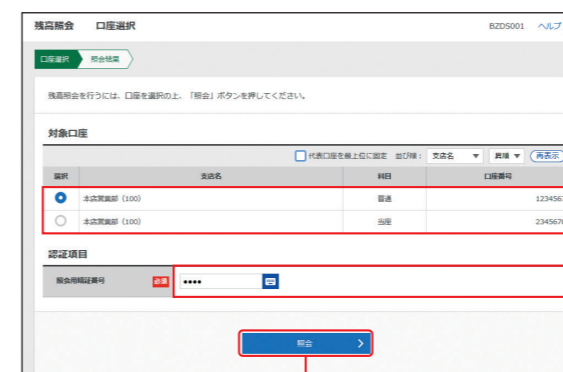 残高照会 口座選択 BZDS001 ヘルプ
口座選択 照会結果
残高照会を行うには、口座を選択の上、「照会」ボタンを押してください。
対象口座
代表口座を最上位に固定 並び順： 支店名 ▼ 昇順 ▼ 再表示
選択 支店名 科目 口座番号
本店営業部（100） 普通 123456
本店営業部（100） 当座 234567
認証項目
照会用暗証番号 必須 ••••
照会